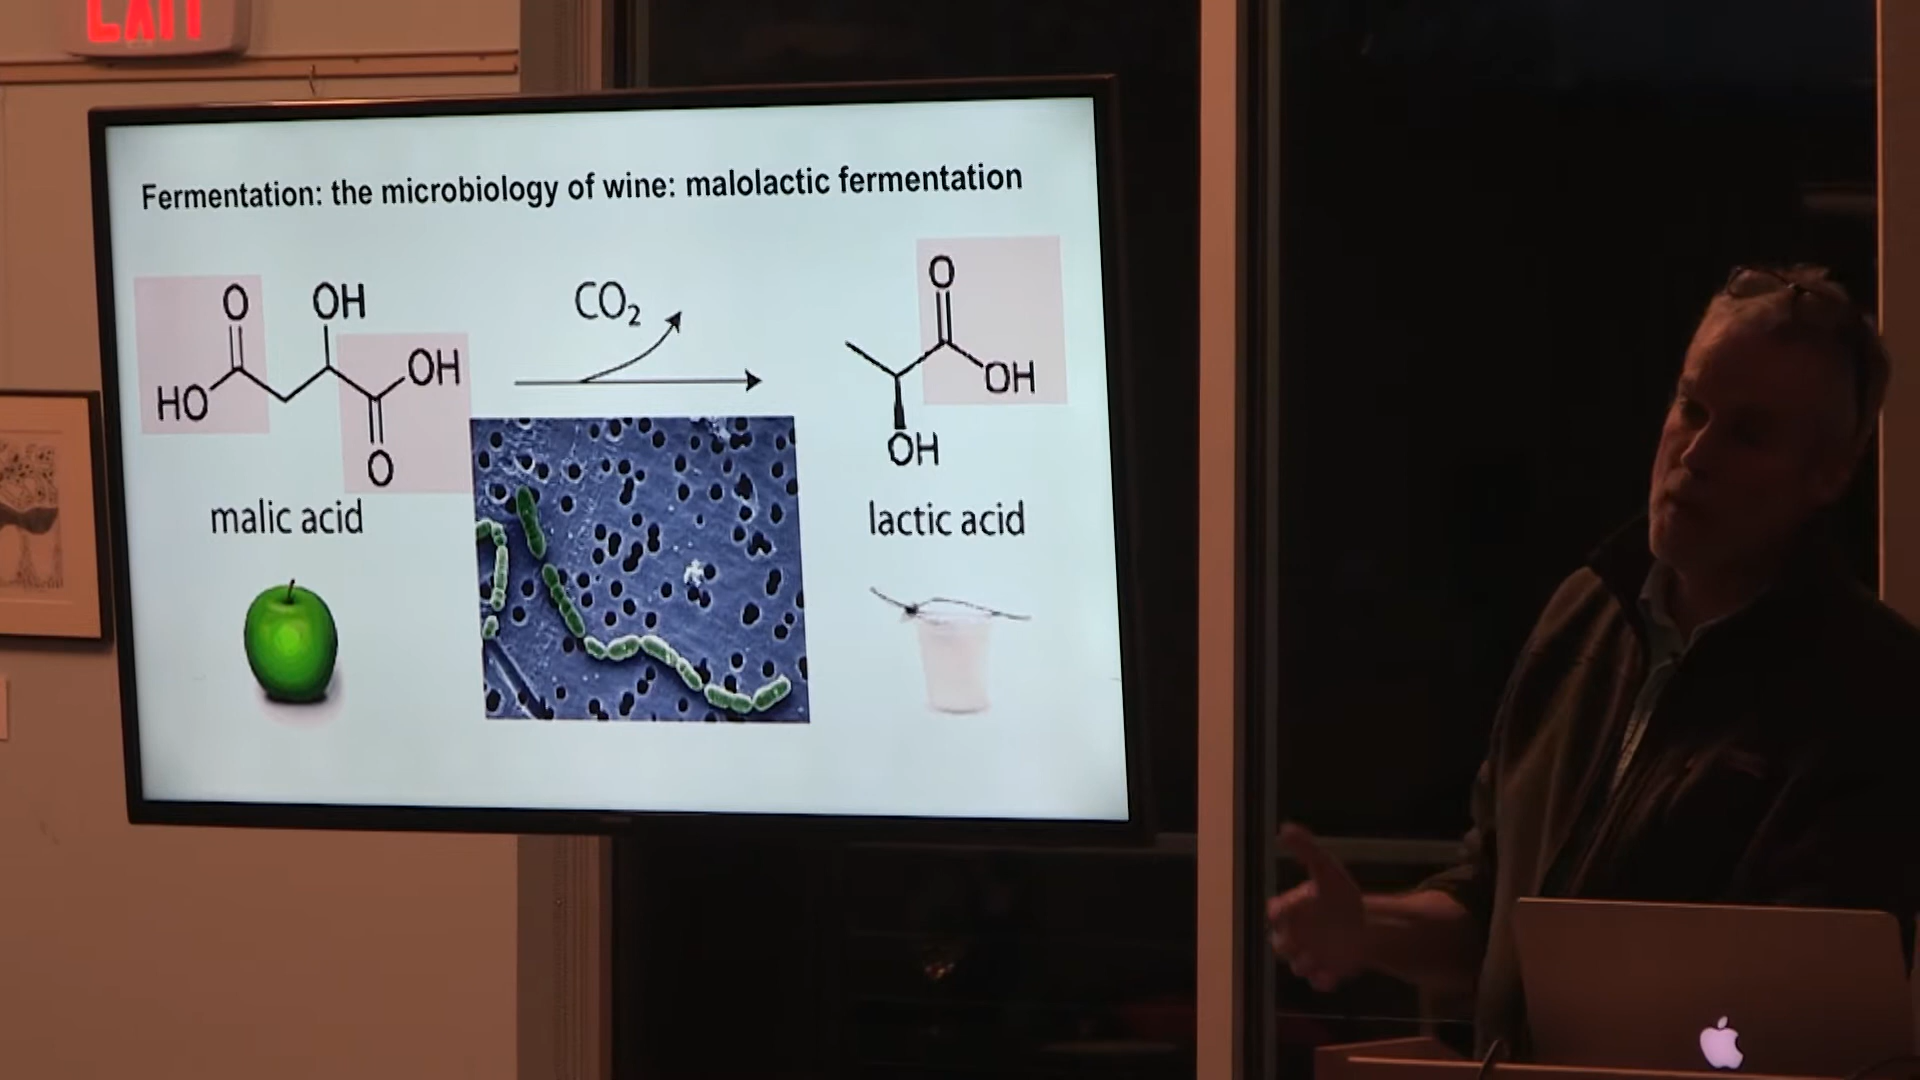 EXIT
Fermentation: the microbiology of wine: malolactic fermentation
O
OH
HO
OH
O
malic acid
CO₂
O
OH
OH
lactic acid